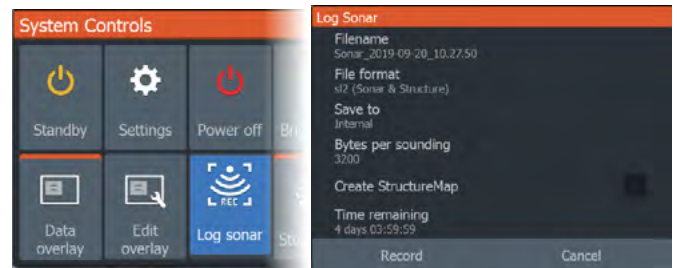 System Controls
Standby
Settings
Power off
Data
overlay
Edit
overlay
REC
Log sonar
Log Sonar
Filename
Sonar_2019-09-20_10.27.50
File format
sl2 (Sonar & Structure)
Save to
Internal
Bytes per sounding
3200
Create StructureMap
Time remaining
4 days 03:59:59
Record
Cancel